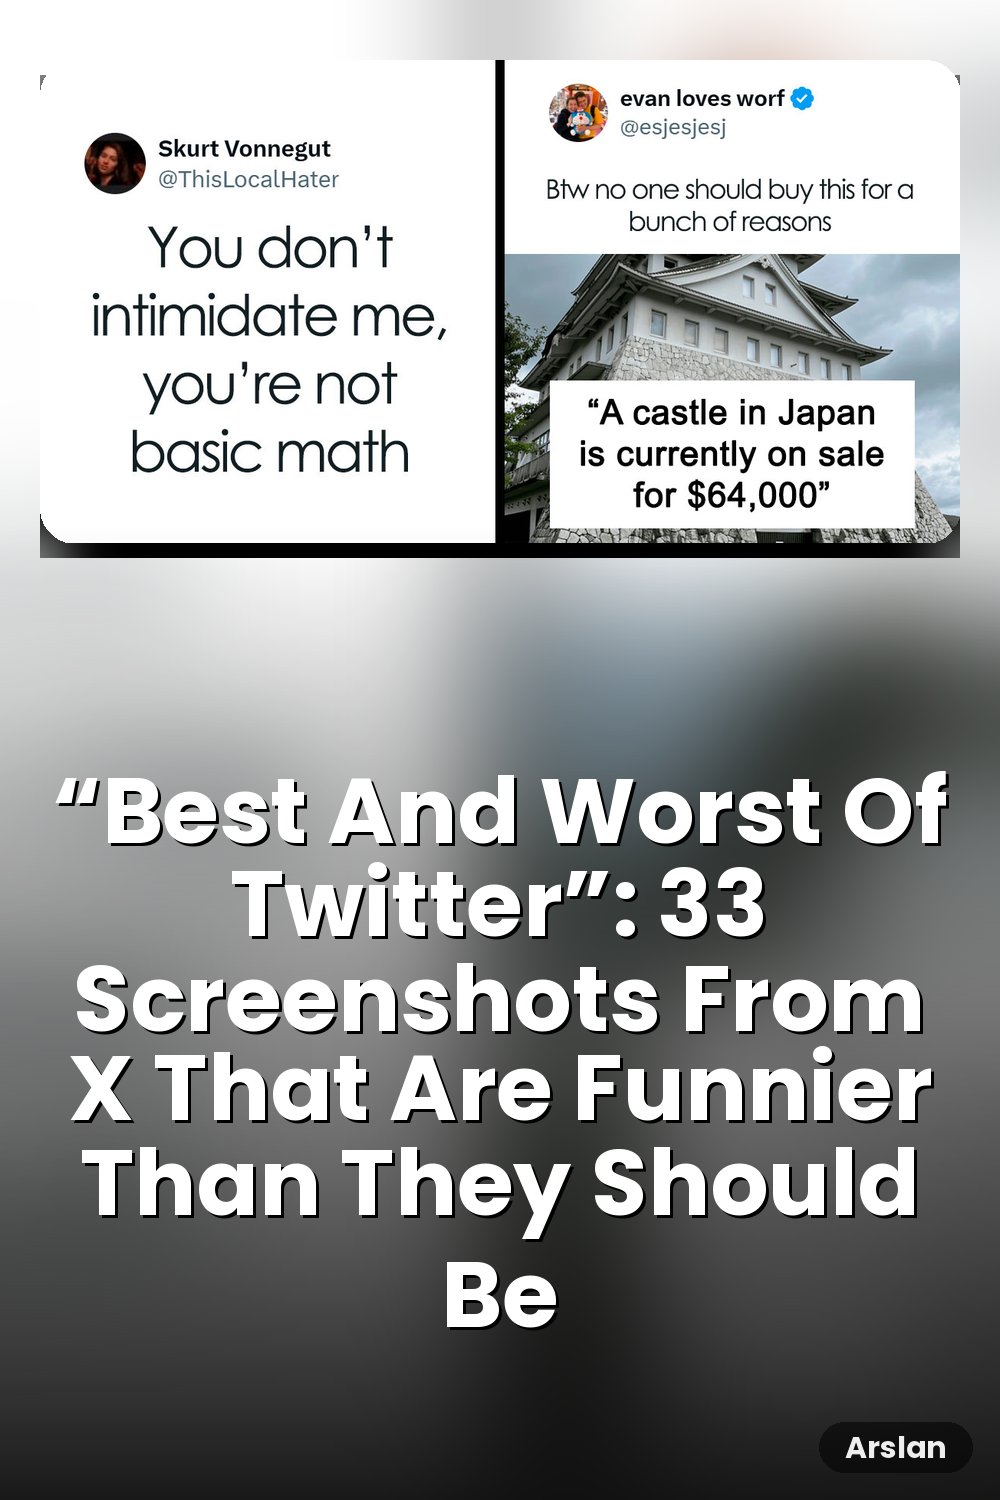 Skurt Vonnegut
@ThisLocalHater
You don’t
intimidate me,
you’re not
basic math
evan loves worf
@esjesjesj
Btw no one should buy this for a
bunch of reasons
“A castle in Japan
is currently on sale
for $64,000”
“Best And Worst Of
Twitter”: 33
Screenshots From
X That Are Funnier
Than They Should
Be
Arslan